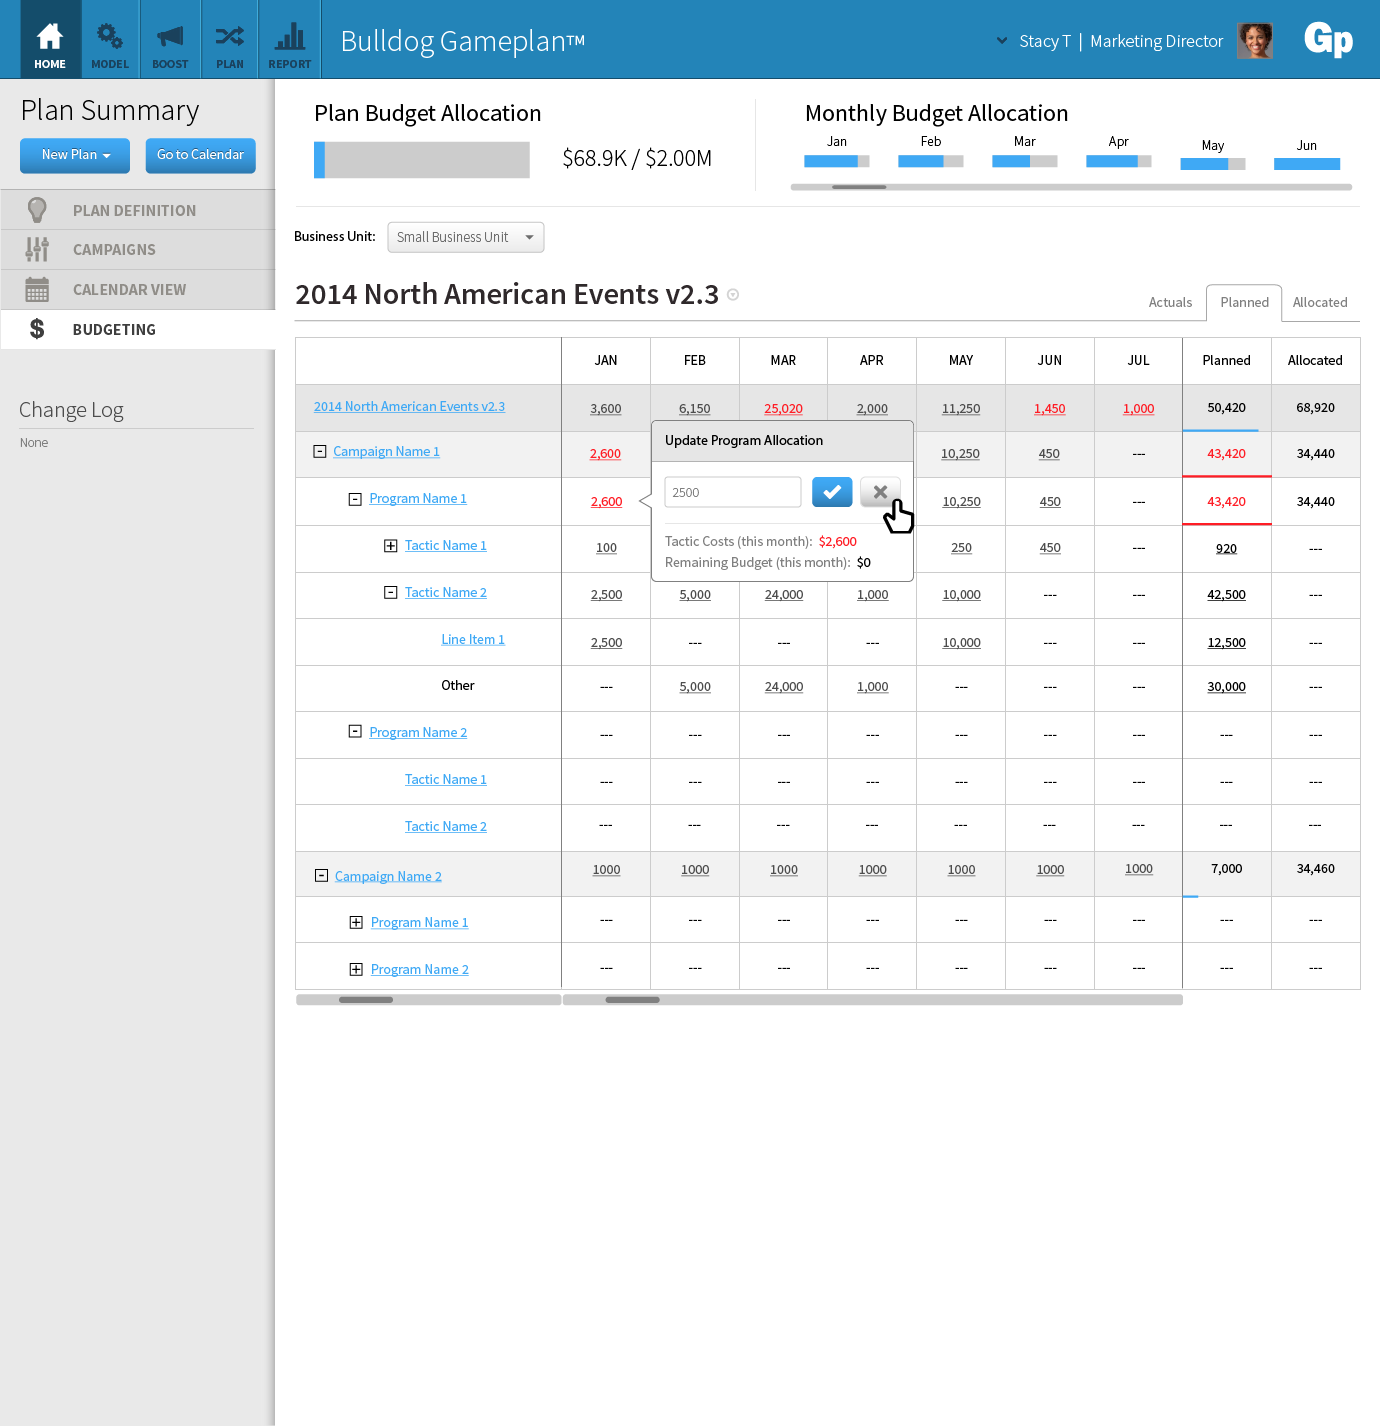 HOME MODEL BOOST PLAN REPORT
Bulldog Gameplan™
Stacy T | Marketing Director
Gp
Plan Summary
New Plan
Go to Calendar
PLAN DEFINITION
CAMPAIGNS
CALENDAR VIEW
$ BUDGETING
Change Log
None
Plan Budget Allocation
$68.9K / $2.00M
Monthly Budget Allocation
Jan Feb Mar Apr May Jun
Business Unit: Small Business Unit
2014 North American Events v2.3
Actuals Planned Allocated
JAN FEB MAR APR MAY JUN JUL Planned Allocated
2014 North American Events v2.3 3,600 6,150 25,020 2,000 11,250 1,450 1,000 50,420 68,920
- Campaign Name 1 2,600 10,250 450 --- 43,420 34,440
- Program Name 1 2,600 10,250 450 --- 43,420 34,440
+ Tactic Name 1 100 250 450 --- 920 ---
- Tactic Name 2 2,500 5,000 24,000 1,000 10,000 --- --- 42,500 ---
Line Item 1 2,500 --- --- --- 10,000 --- --- 12,500 ---
Other --- 5,000 24,000 1,000 --- --- --- 30,000 ---
- Program Name 2 --- --- --- --- --- --- --- --- ---
Tactic Name 1 --- --- --- --- --- --- --- --- ---
Tactic Name 2 --- --- --- --- --- --- --- --- ---
- Campaign Name 2 1000 1000 1000 1000 1000 1000 1000 7,000 34,460
+ Program Name 1 --- --- --- --- --- --- --- --- ---
+ Program Name 2 --- --- --- --- --- --- --- --- ---
Update Program Allocation
2500
Tactic Costs (this month): $2,600
Remaining Budget (this month): $0